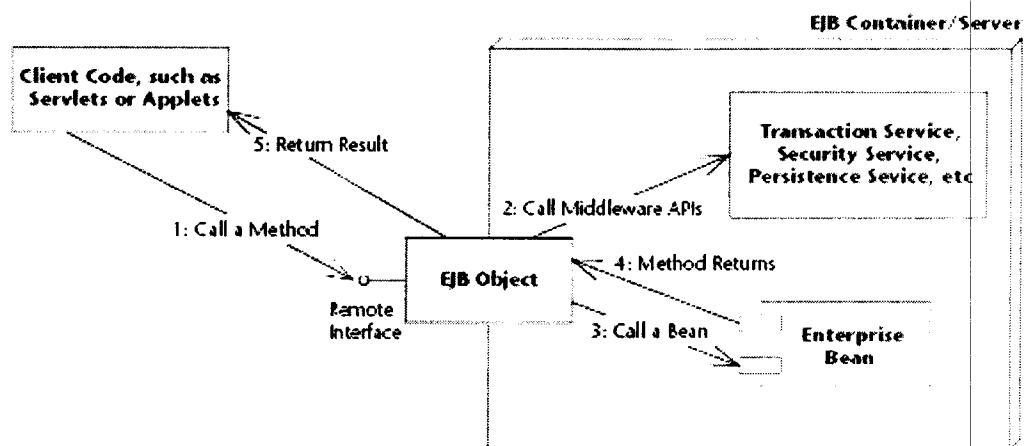 EJB Container/Server
Client Code, such as
Servlets or Applets
5: Return Result
Transaction Service,
Security Service,
Persistence Sevice, etc
2: Call Middleware APIs
1: Call a Method
EJB Object
4: Method Returns
Remote
Interface
3: Call a Bean
Enterprise
Bean